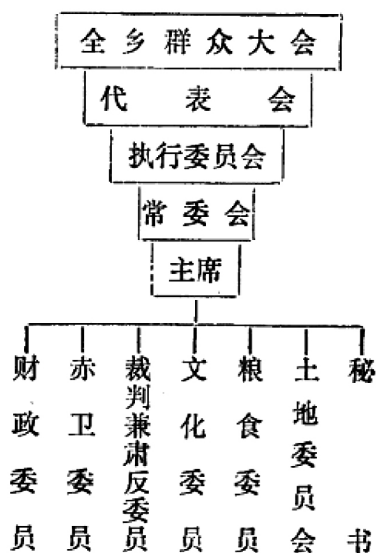 全乡群众大会
代表会
执行委员会
常委会
主席
财政委员
赤卫委员
裁判兼肃反委员
文化委员
粮食委员
土地委员会
秘书